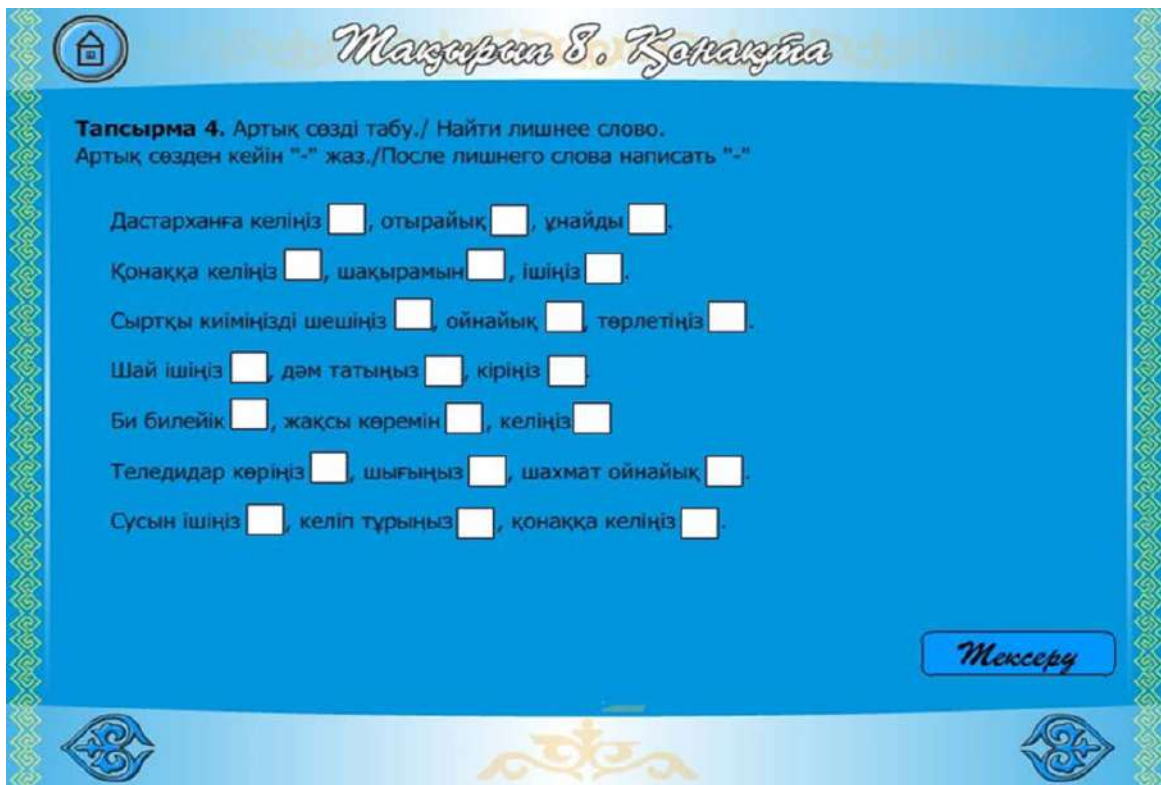 Тақырып 8. Қонақта
Тапсырма 4. Артық сөзді табу./ Найти лишнее слово.
Артық сөзден кейін "-" жаз./После лишнего слова написать "-"
Дастарханға келіңіз , отырайық , ұнайды .
Қонаққа келіңіз , шақырамын , ішіңіз .
Сыртқы киіміңізді шешіңіз , ойнайық , төрлетіңіз .
Шай ішіңіз , дәм татыңыз , кіріңіз .
Би билейік , жақсы көремін , келіңіз
Теледидар көріңіз , шығыңыз , шахмат ойнайық .
Сусын ішіңіз , келіп тұрыңыз , қонаққа келіңіз .
Тексеру